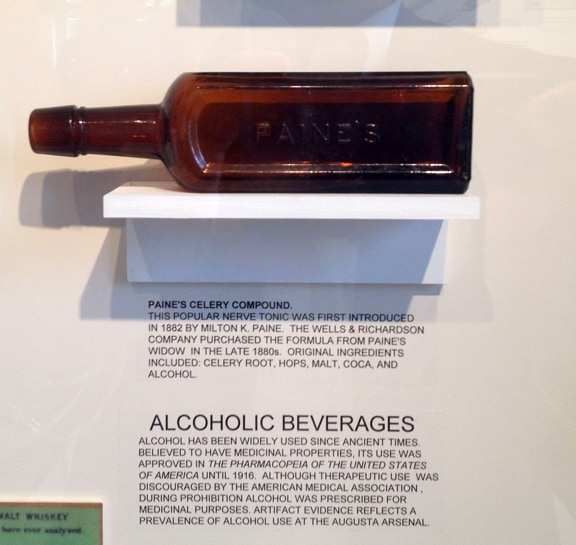 PAINE'S
PAINE'S CELERY COMPOUND.
THIS POPULAR NERVE TONIC WAS FIRST INTRODUCED
IN 1882 BY MILTON K. PAINE. THE WELLS & RICHARDSON
COMPANY PURCHASED THE FORMULA FROM PAINE'S
WIDOW IN THE LATE 1880s. ORIGINAL INGREDIENTS
INCLUDED: CELERY ROOT, HOPS, MALT, COCA, AND
ALCOHOL.
ALCOHOLIC BEVERAGES
ALCOHOL HAS BEEN WIDELY USED SINCE ANCIENT TIMES.
BELIEVED TO HAVE MEDICINAL PROPERTIES, ITS USE WAS
APPROVED IN THE PHARMACOPEIA OF THE UNITED STATES
OF AMERICA UNTIL 1916. ALTHOUGH THERAPEUTIC USE WAS
DISCOURAGED BY THE AMERICAN MEDICAL ASSOCIATION ,
DURING PROHIBITION ALCOHOL WAS PRESCRIBED FOR
MEDICINAL PURPOSES. ARTIFACT EVIDENCE REFLECTS A
PREVALENCE OF ALCOHOL USE AT THE AUGUSTA ARSENAL.
MALT WHISKEY
have ever analyzed.